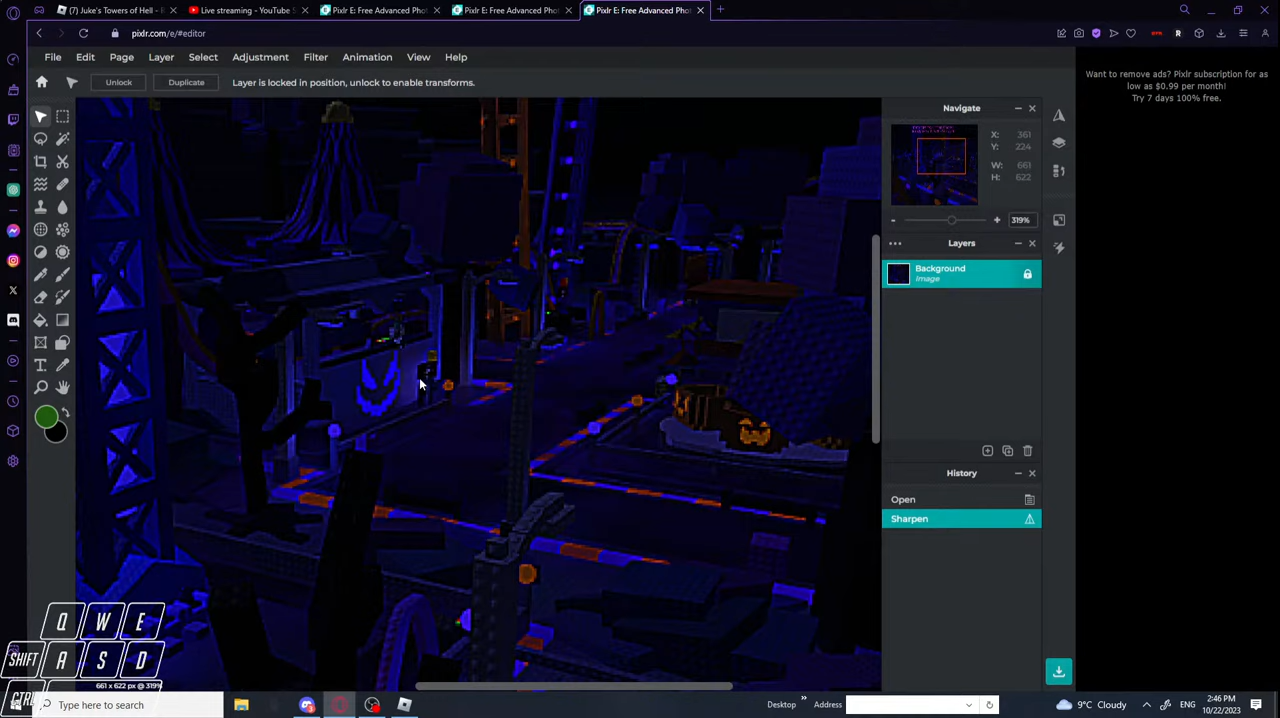 (7) Juke's Towers of Hell - R
Live streaming - YouTube S
Pixlr E: Free Advanced Phot
Pixlr E: Free Advanced Phot
Pixlr E: Free Advanced Phot
pixlr.com/e/#editor
File Edit Page Layer Select Adjustment Filter Animation View Help
Unlock Duplicate Layer is locked in position, unlock to enable transforms.
Want to remove ads? Pixlr subscription for as
low as $0.99 per month!
Try 7 days 100% free.
Navigate
X: 361
Y: 224
W: 661
H: 622
319%
Layers
Background
Image
History
Open
Sharpen
Q W E
SHIFT A S D
CTRL
661 x 622 px @ 319%
Type here to search
Desktop
Address
9°C Cloudy
ENG
2:46 PM
10/22/2023